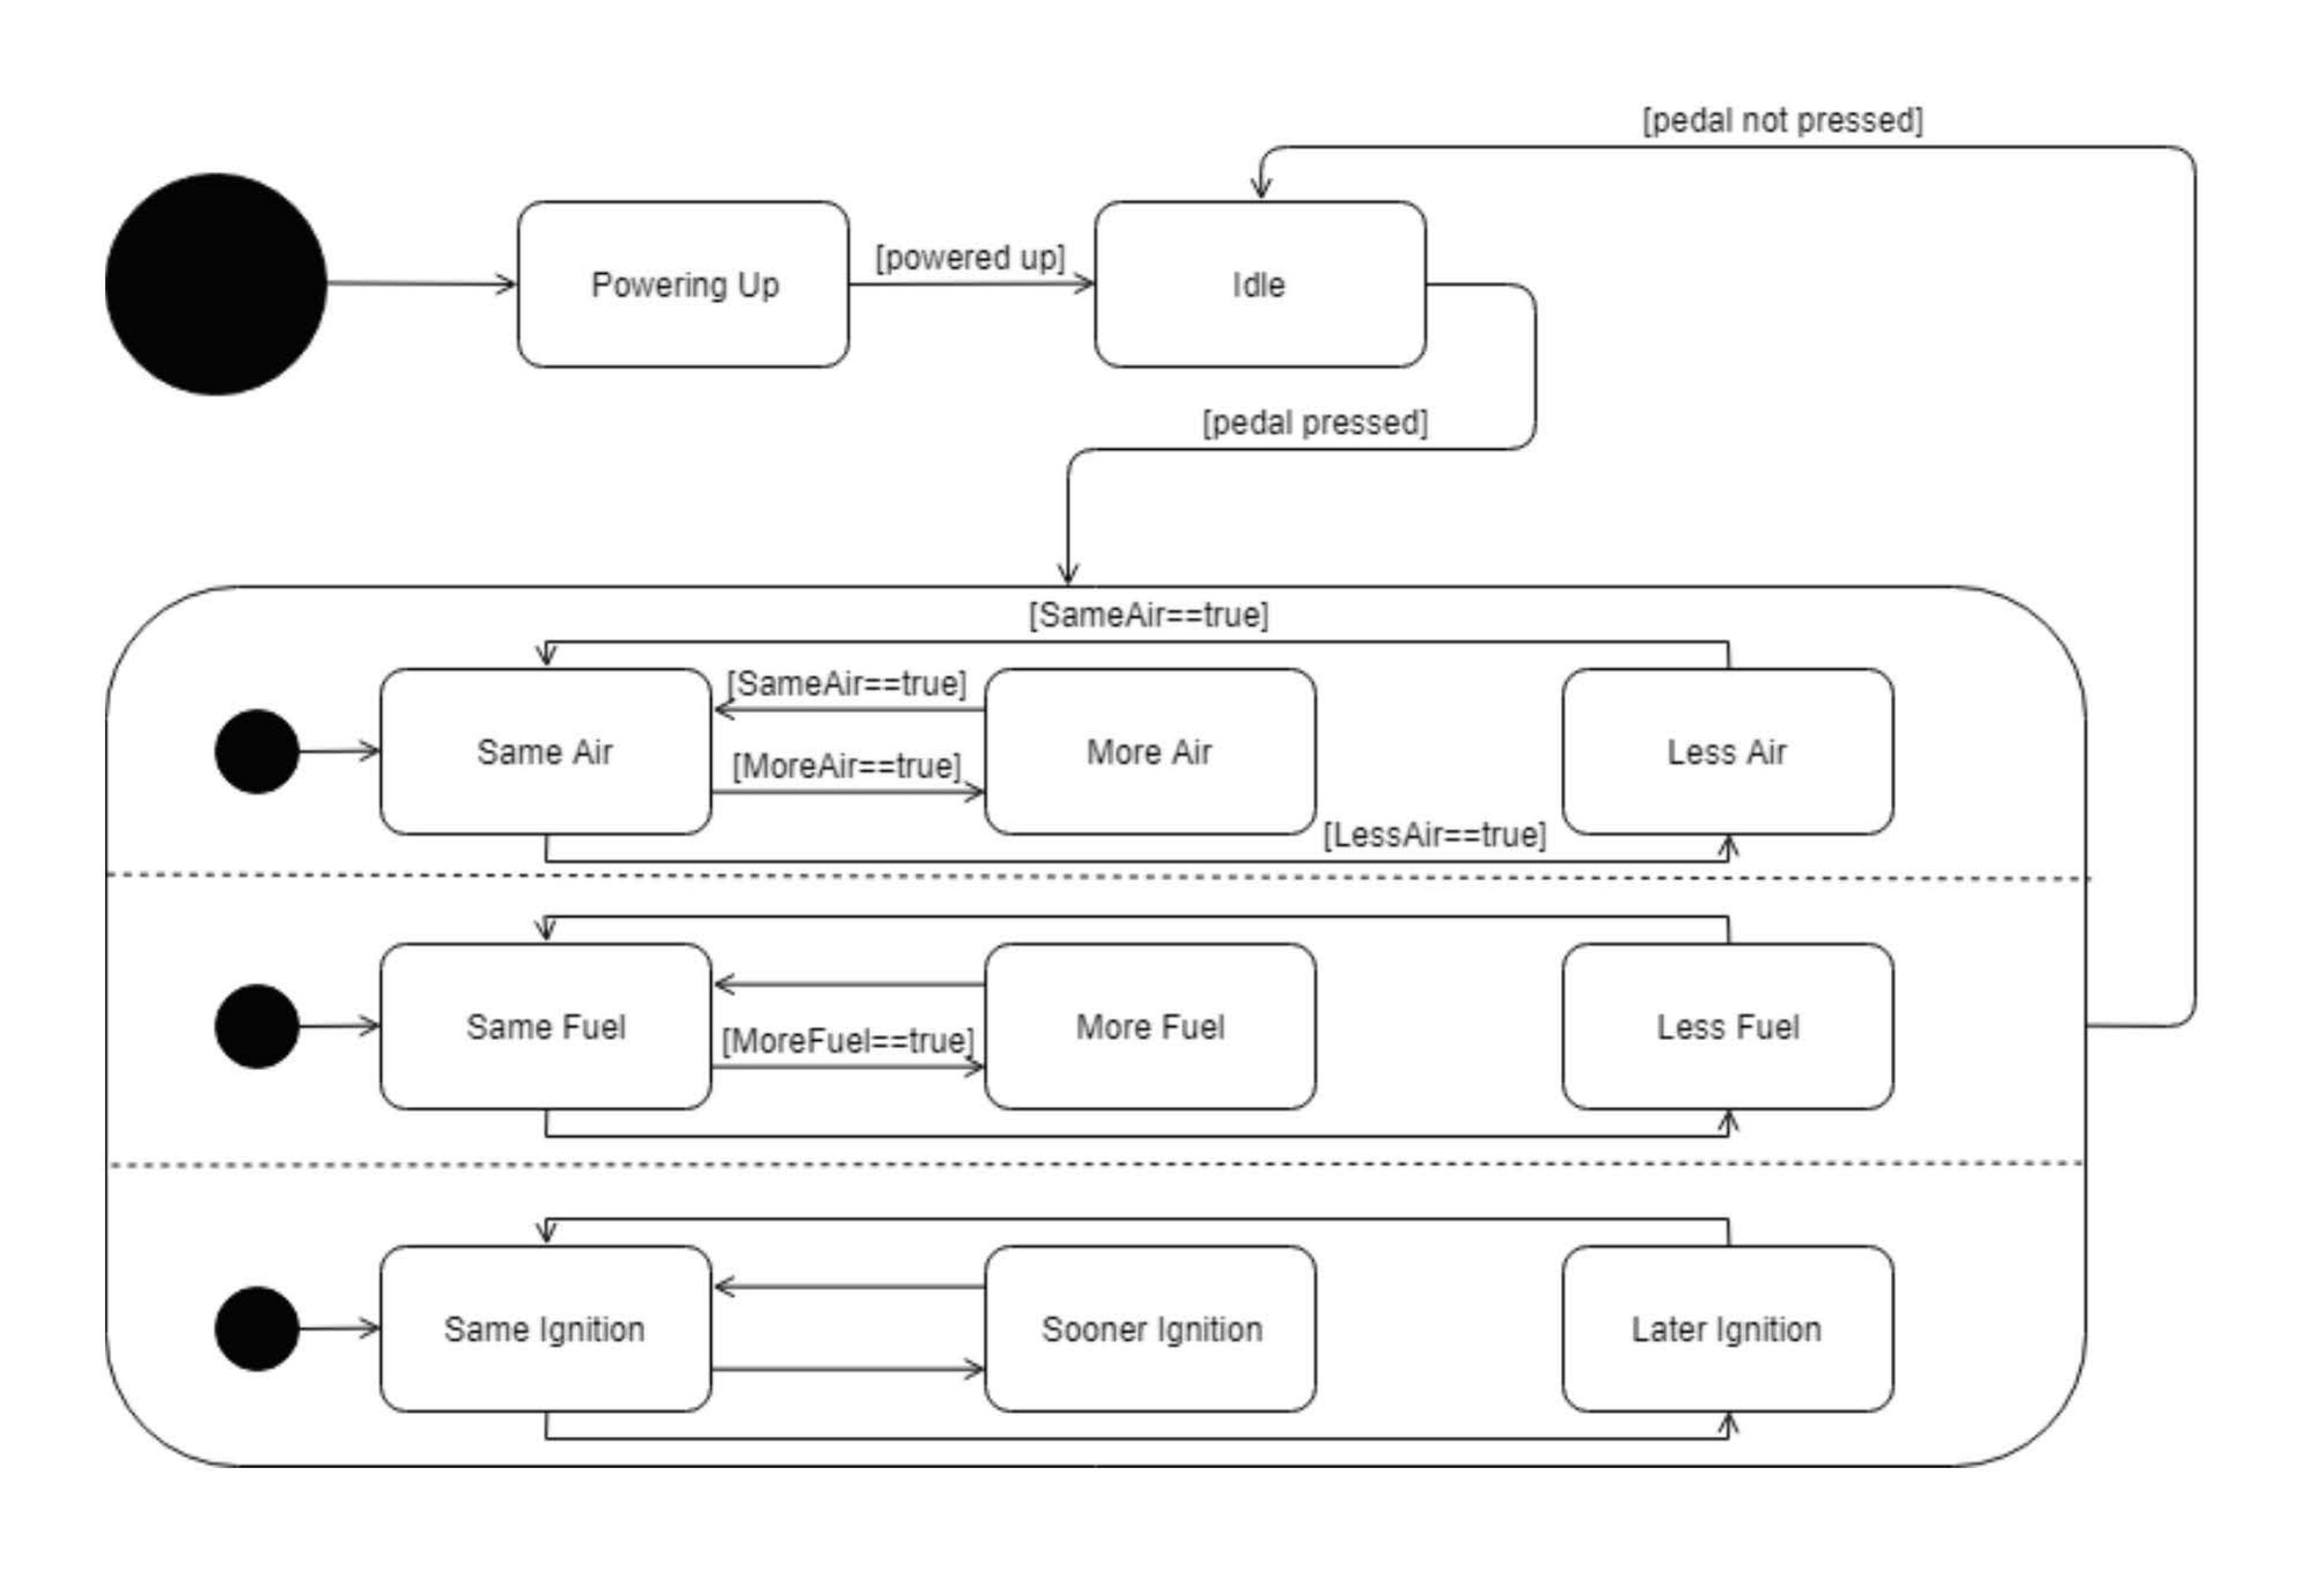 [pedal not pressed]
Powering Up
[powered up]
Idle
[pedal pressed]
[SameAir==true]
Same Air
[SameAir==true]
[MoreAir==true]
More Air
Less Air
[LessAir==true]
Same Fuel
[MoreFuel==true]
More Fuel
Less Fuel
Same Ignition
Sooner Ignition
Later Ignition